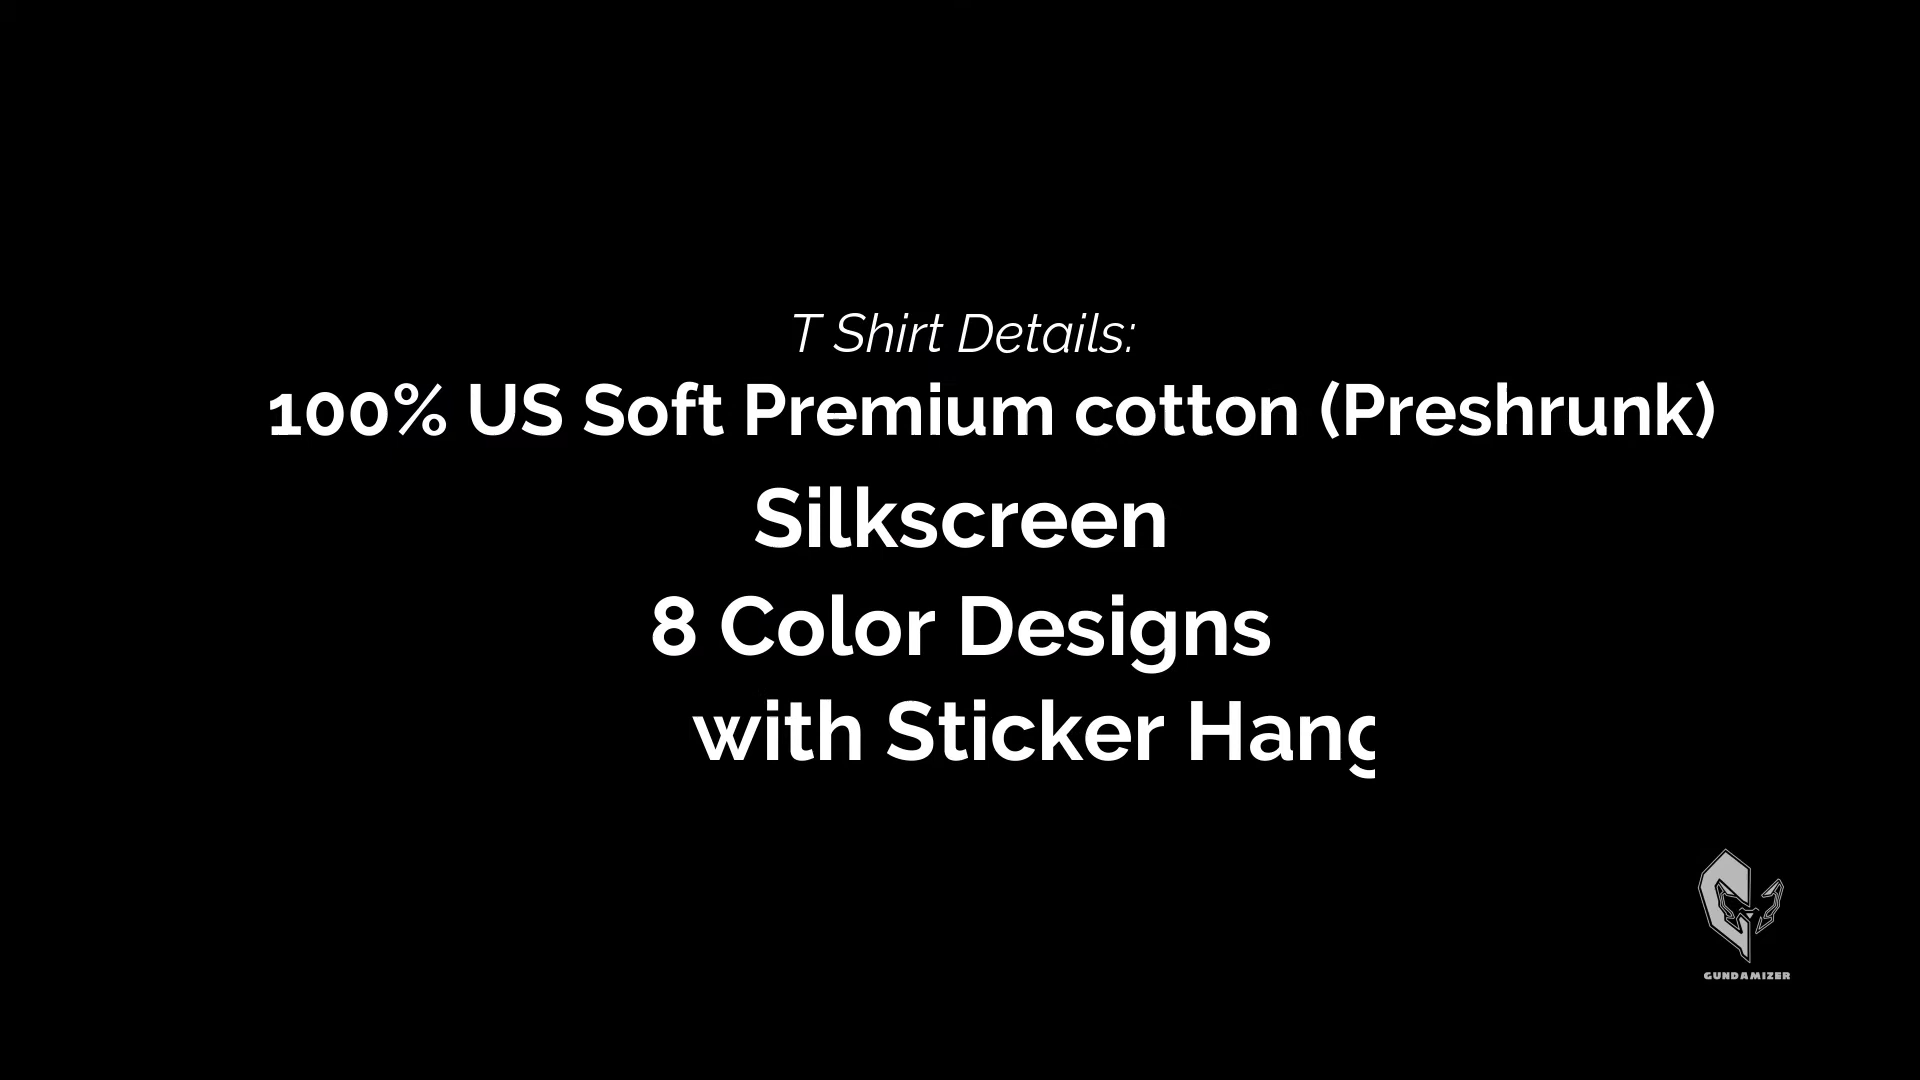 T Shirt Details:
100% US Soft Premium cotton (Preshrunk)
Silkscreen
8 Color Designs
with Sticker Hang
GUNDAMIZER